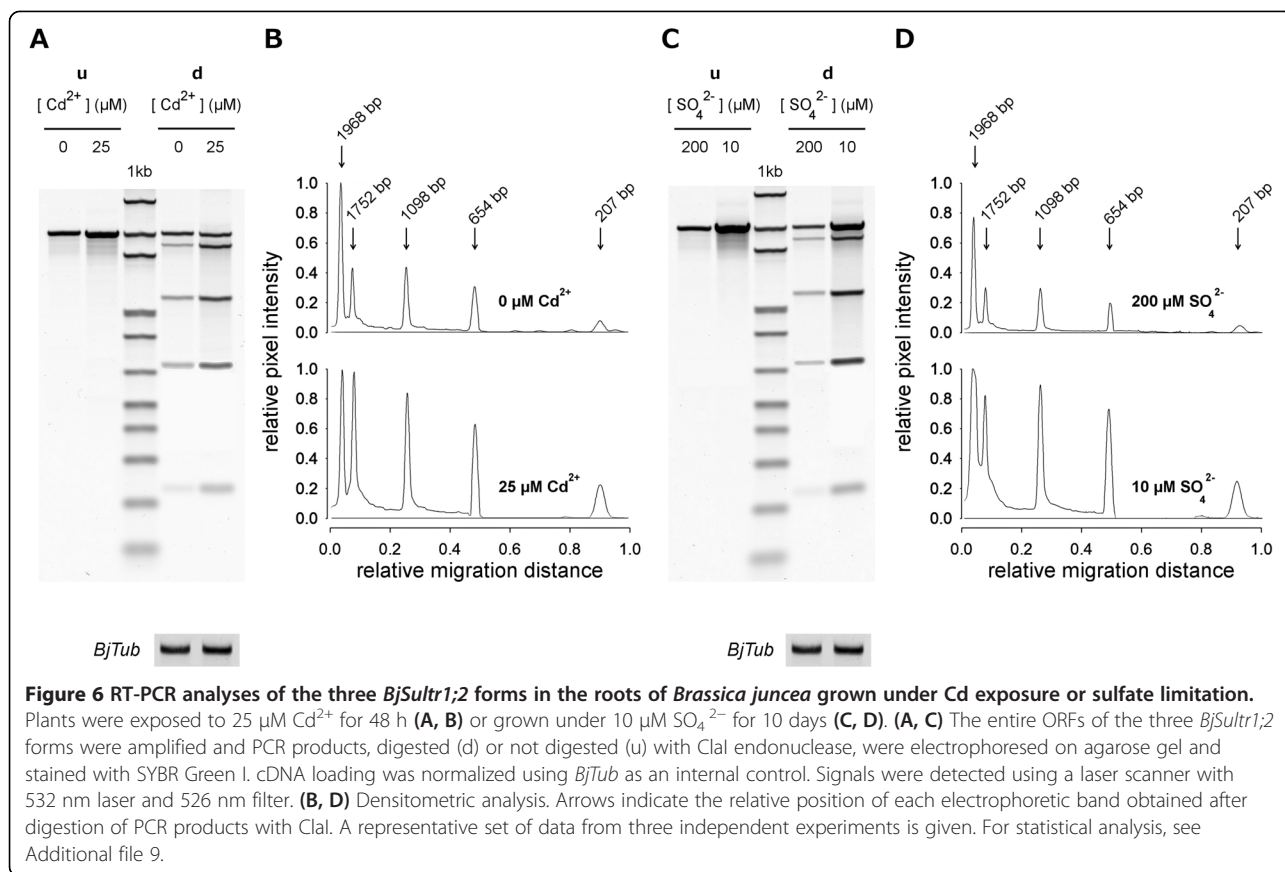 A
B
C
D
u
d
[ Cd²⁺ ] (µM) [ Cd²⁺ ] (µM)
0 25 0 25
1kb
1968 bp
1752 bp
1098 bp
654 bp
207 bp
1.0
0.8
0.6
0.4
0.2
0.0
0 µM Cd²⁺
1.0
0.8
0.6
0.4
0.2
0.0
25 µM Cd²⁺
relative pixel intensity
0.0 0.2 0.4 0.6 0.8 1.0
relative migration distance
BjTub
u
d
[ SO₄²⁻ ] (µM) [ SO₄²⁻ ] (µM)
200 10 200 10
1kb
1968 bp
1752 bp
1098 bp
654 bp
207 bp
1.0
0.8
0.6
0.4
0.2
0.0
200 µM SO₄²⁻
1.0
0.8
0.6
0.4
0.2
0.0
10 µM SO₄²⁻
relative pixel intensity
0.0 0.2 0.4 0.6 0.8 1.0
relative migration distance
BjTub
Figure 6 RT-PCR analyses of the three BjSultr1;2 forms in the roots of Brassica juncea grown under Cd exposure or sulfate limitation.
Plants were exposed to 25 µM Cd²⁺ for 48 h (A, B) or grown under 10 µM SO₄ ²⁻ for 10 days (C, D). (A, C) The entire ORFs of the three BjSultr1;2
forms were amplified and PCR products, digested (d) or not digested (u) with ClaI endonuclease, were electrophoresed on agarose gel and
stained with SYBR Green I. cDNA loading was normalized using BjTub as an internal control. Signals were detected using a laser scanner with
532 nm laser and 526 nm filter. (B, D) Densitometric analysis. Arrows indicate the relative position of each electrophoretic band obtained after
digestion of PCR products with ClaI. A representative set of data from three independent experiments is given. For statistical analysis, see
Additional file 9.